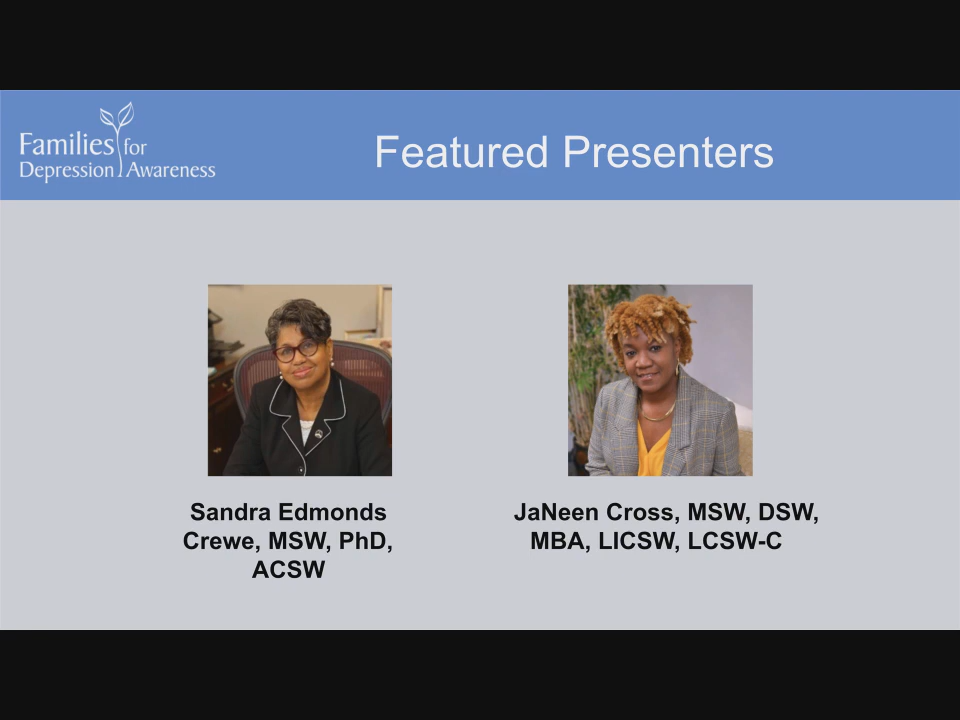 Families for
Depression Awareness
Featured Presenters
Sandra Edmonds
Crewe, MSW, PhD,
ACSW
JaNeen Cross, MSW, DSW,
MBA, LICSW, LCSW-C